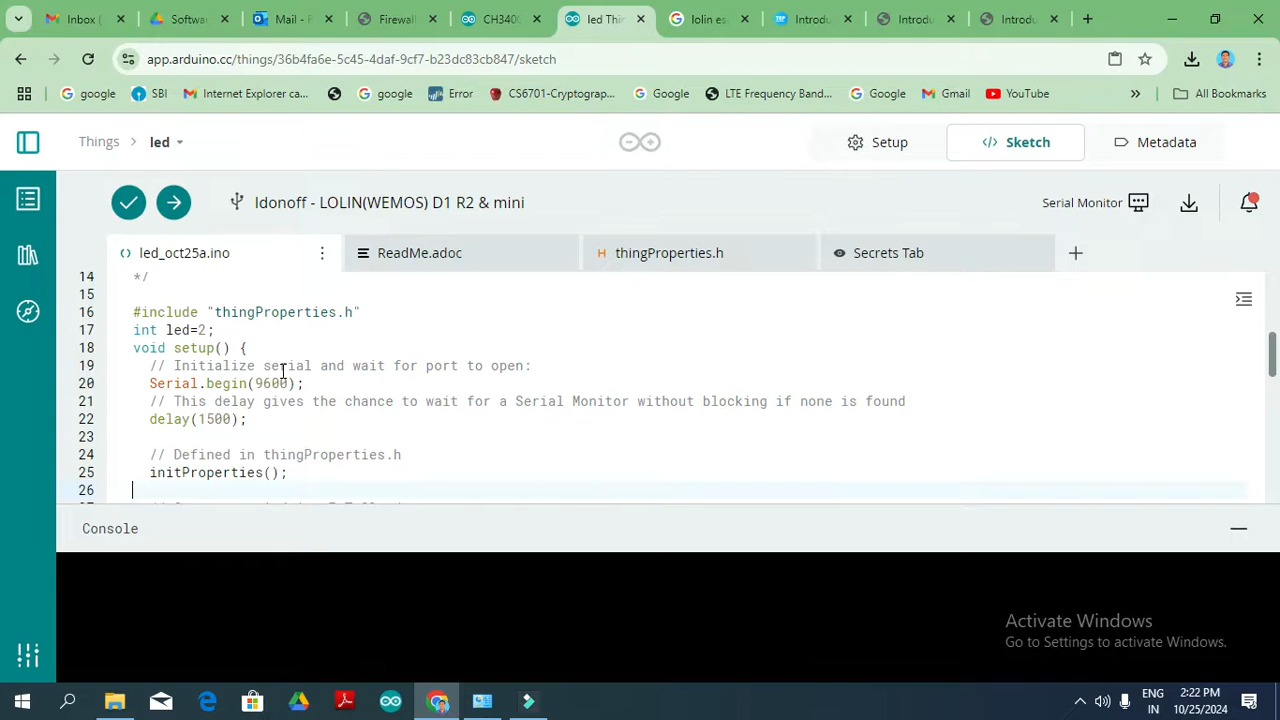 Inbox (
Softwa
Mail - F
Firewall
CH340C
led Thi
lolin es
Introdu
Introdu
Introdu
app.arduino.cc/things/36b4fa6e-5c45-4daf-9cf7-b23dc83cb847/sketch
google
SBI
Internet Explorer ca...
google
Error
CS6701-Cryptograp...
Google
LTE Frequency Band...
Google
Gmail
YouTube
»
All Bookmarks
Things > led
Setup
</> Sketch
Metadata
Idonoff - LOLIN(WEMOS) D1 R2 & mini
Serial Monitor
led_oct25a.ino
ReadMe.adoc
H thingProperties.h
Secrets Tab
14 */
15
16 #include "thingProperties.h"
17 int led=2;
18 void setup() {
19 // Initialize serial and wait for port to open:
20 Serial.begin(9600);
21 // This delay gives the chance to wait for a Serial Monitor without blocking if none is found
22 delay(1500);
23
24 // Defined in thingProperties.h
25 initProperties();
26
Console
Activate Windows
Go to Settings to activate Windows.
ENG
IN
2:22 PM
10/25/2024